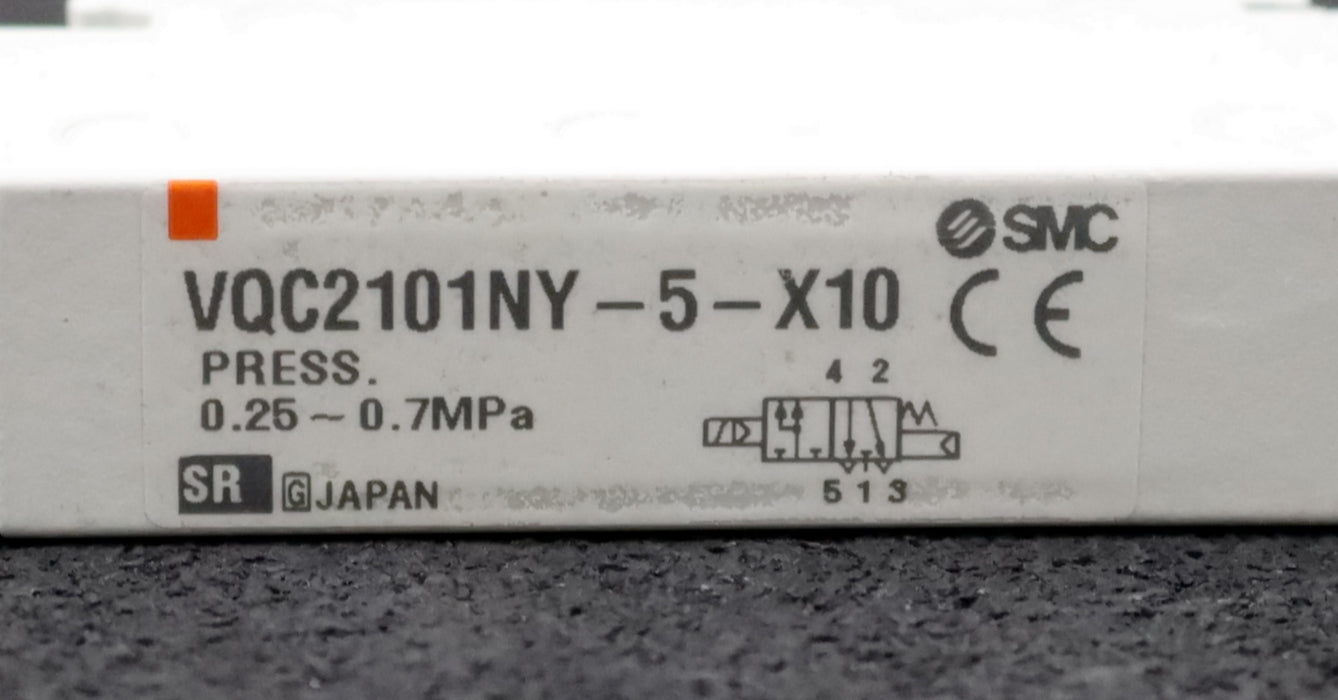 SMC
VQC2101NY-5-X10 CE
PRESS.
0.25~0.7MPa
4 2
SR G JAPAN
5 1 3